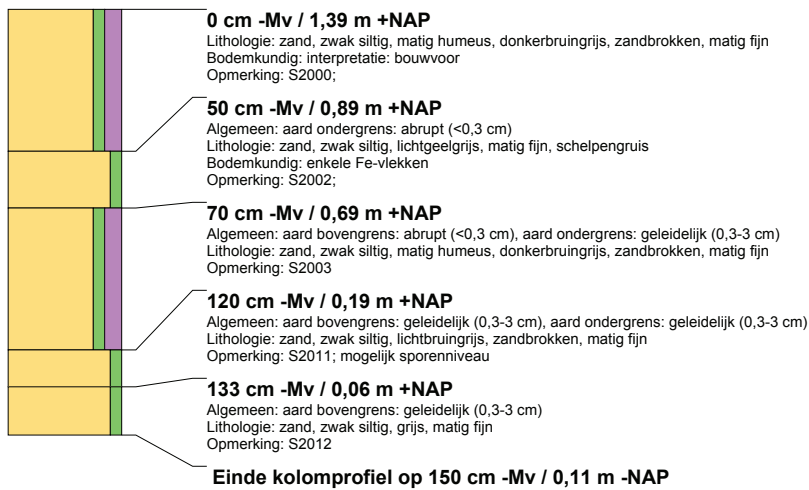 0 cm -Mv / 1,39 m +NAP
Lithologie: zand, zwak siltig, matig humeus, donkerbruingrijs, zandbrokken, matig fijn
Bodemkundig: interpretatie: bouwvoor
Opmerking: S2000;
50 cm -Mv / 0,89 m +NAP
Algemeen: aard ondergrens: abrupt (<0,3 cm)
Lithologie: zand, zwak siltig, lichtgeelgrijs, matig fijn, schelpengruis
Bodemkundig: enkele Fe-vlekken
Opmerking: S2002;
70 cm -Mv / 0,69 m +NAP
Algemeen: aard bovengrens: abrupt (<0,3 cm), aard ondergrens: geleidelijk (0,3-3 cm)
Lithologie: zand, zwak siltig, matig humeus, donkerbruingrijs, zandbrokken, matig fijn
Opmerking: S2003
120 cm -Mv / 0,19 m +NAP
Algemeen: aard bovengrens: geleidelijk (0,3-3 cm), aard ondergrens: geleidelijk (0,3-3 cm)
Lithologie: zand, zwak siltig, lichtbruingrijs, zandbrokken, matig fijn
Opmerking: S2011; mogelijk sporenniveau
133 cm -Mv / 0,06 m +NAP
Algemeen: aard bovengrens: geleidelijk (0,3-3 cm)
Lithologie: zand, zwak siltig, grijs, matig fijn
Opmerking: S2012
Einde kolomprofiel op 150 cm -Mv / 0,11 m -NAP